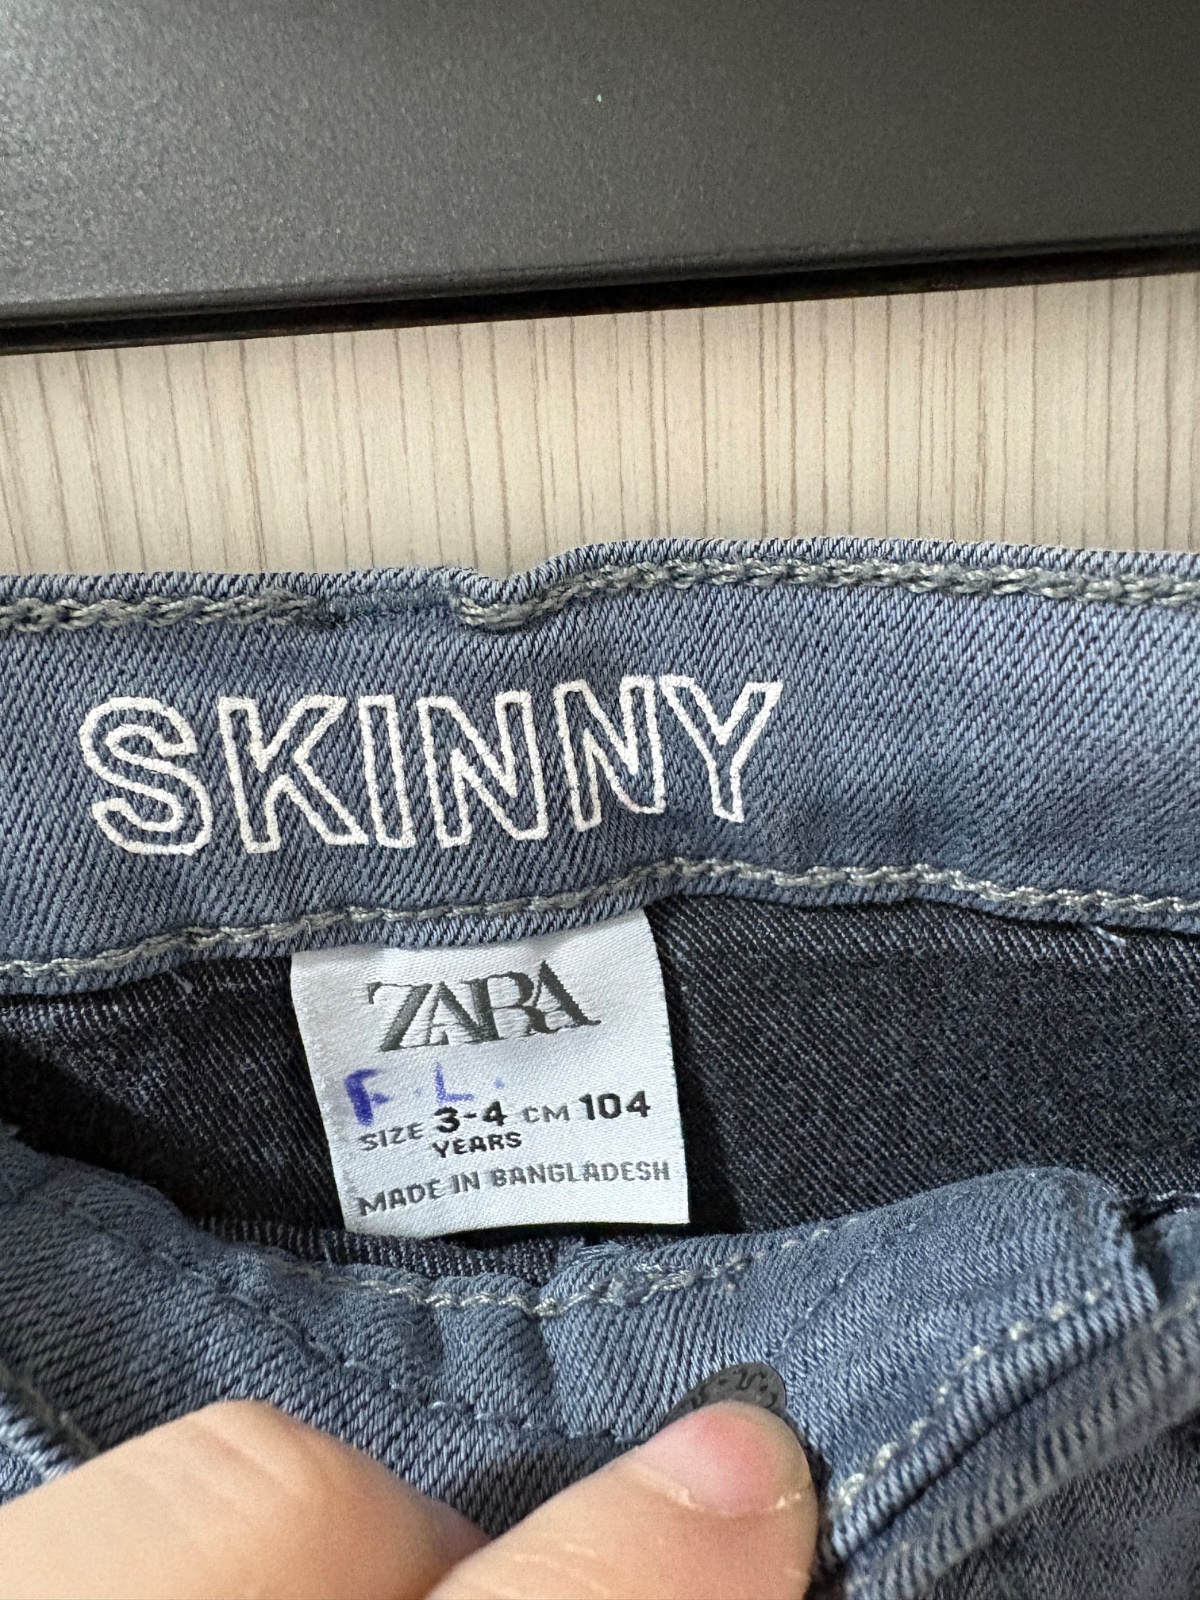 SKINNY
ZARA
F. L.
SIZE 3-4 CM 104
YEARS
MADE IN BANGLADESH